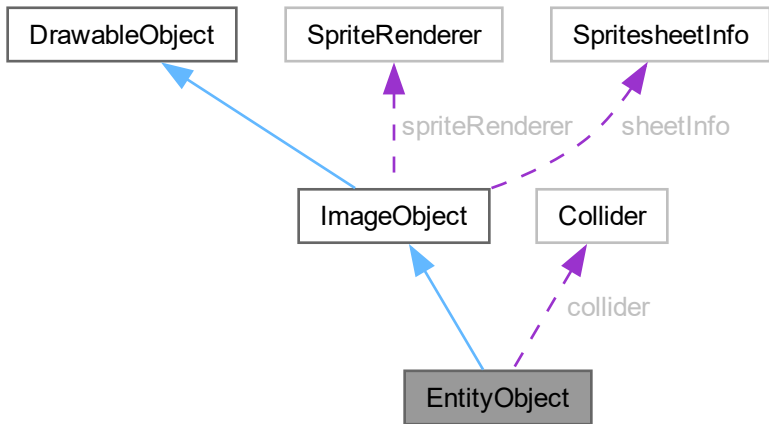 DrawableObject
SpriteRenderer
SpritesheetInfo
spriteRenderer
sheetInfo
ImageObject
Collider
collider
EntityObject